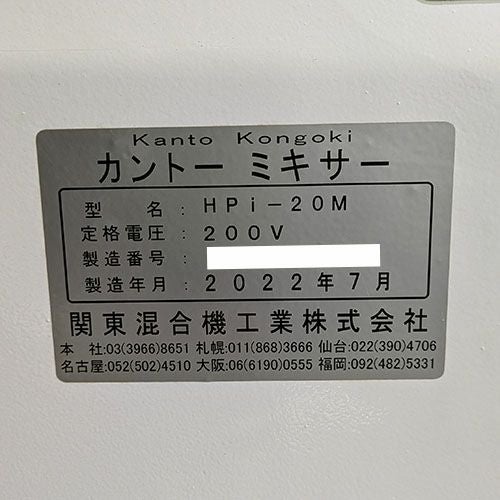 Kanto Kongoki
カントー ミキサー
型名 : HPi-20M
定格電圧 : 200V
製造番号 :
製造年月 : 2022年7月
関東混合機工業株式会社
本社:03(3966)8651 札幌:011(868)3666 仙台:022(390)4706
名古屋:052(502)4510 大阪:06(6190)0555 福岡:092(482)5331